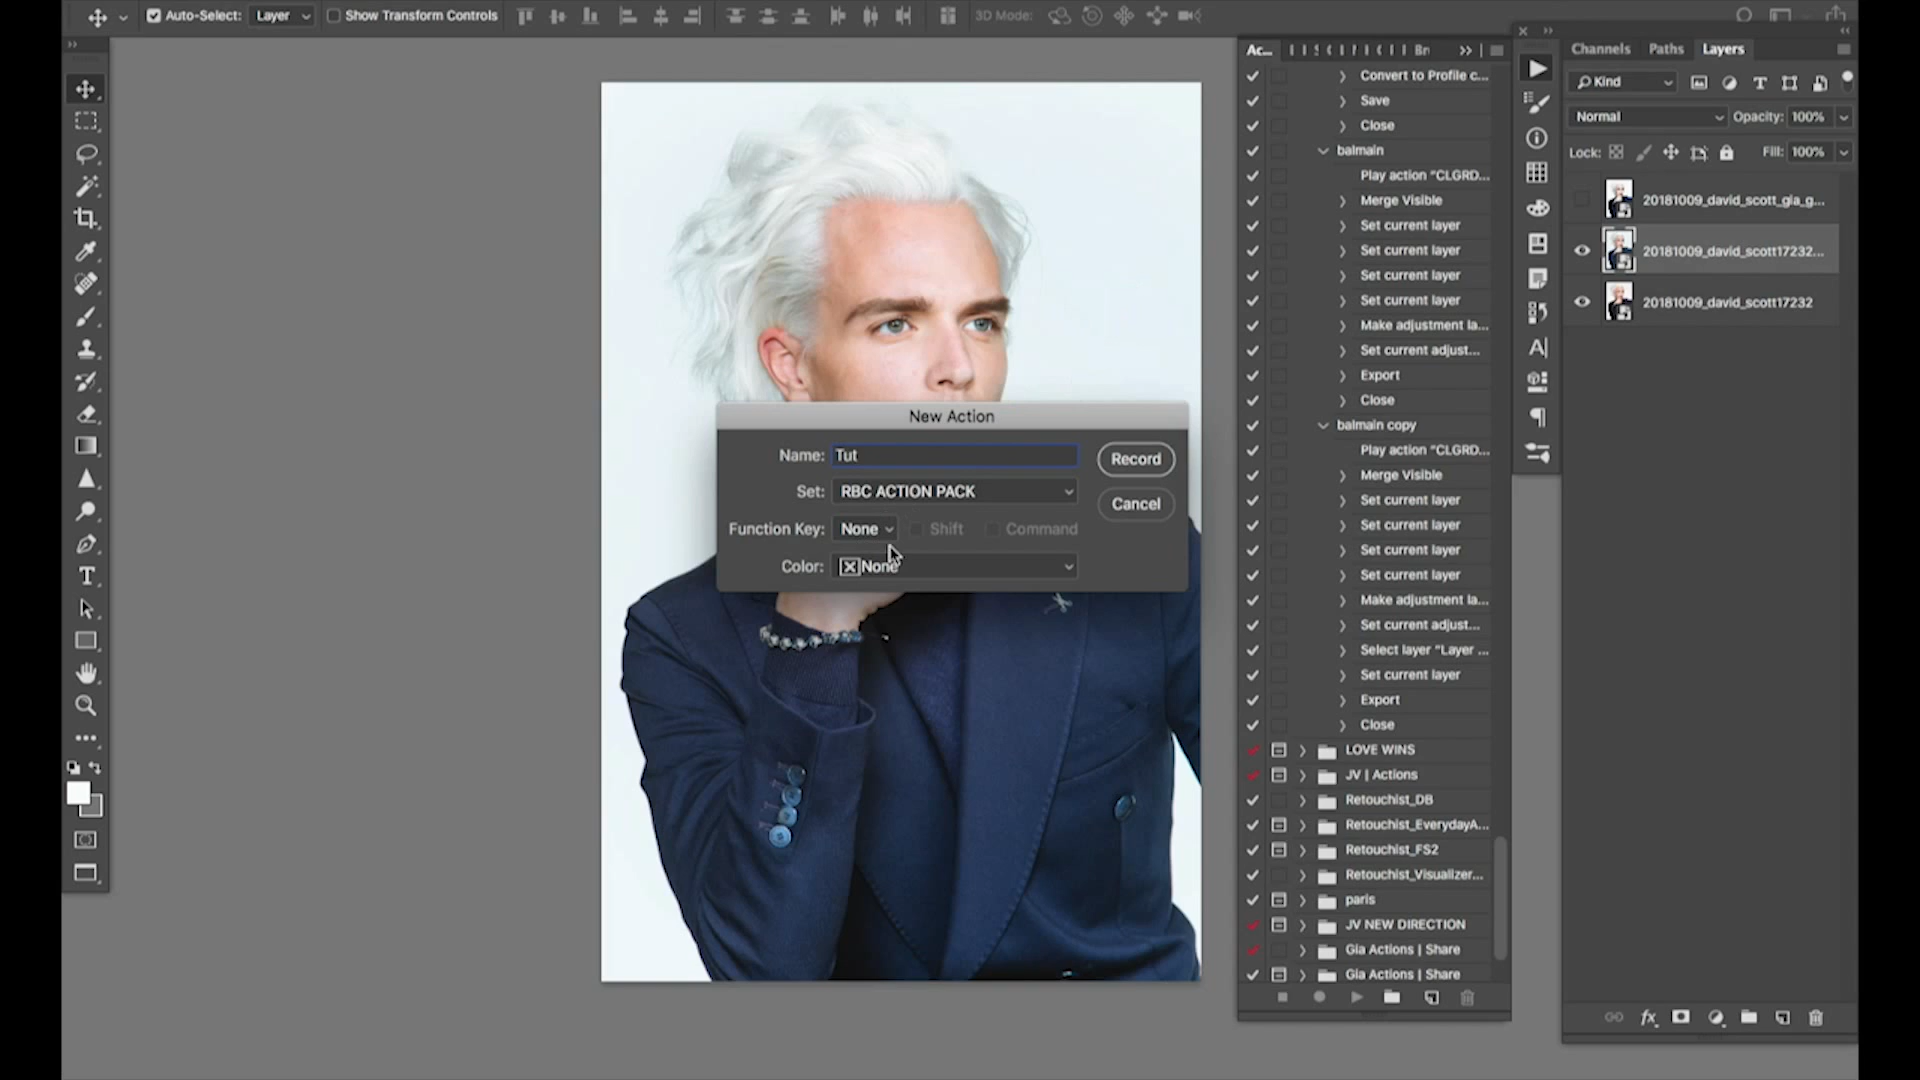 Auto-Select: Layer Show Transform Controls 3D Mode:
Ac... Br
Convert to Profile c...
Save
Close
balmain
Play action “CLGRD...
Merge Visible
Set current layer
Set current layer
Set current layer
Set current layer
Make adjustment la...
Set current adjust...
Export
Close
balmain copy
Play action “CLGRD...
Merge Visible
Set current layer
Set current layer
Set current layer
Set current layer
Make adjustment la...
Set current adjust...
Select layer “Layer ...
Set current layer
Export
Close
LOVE WINS
JV | Actions
Retouchist_DB
Retouchist_EverydayA...
Retouchist_FS2
Retouchist_Visualizer...
paris
JV NEW DIRECTION
Gia Actions | Share
Gia Actions | Share
Channels Paths Layers
Kind
Normal Opacity: 100%
Lock: Fill: 100%
20181009_david_scott_gia_g...
20181009_david_scott17232...
20181009_david_scott17232
New Action
Name: Tut
Set: RBC ACTION PACK
Function Key: None Shift Command
Color: None
Record
Cancel